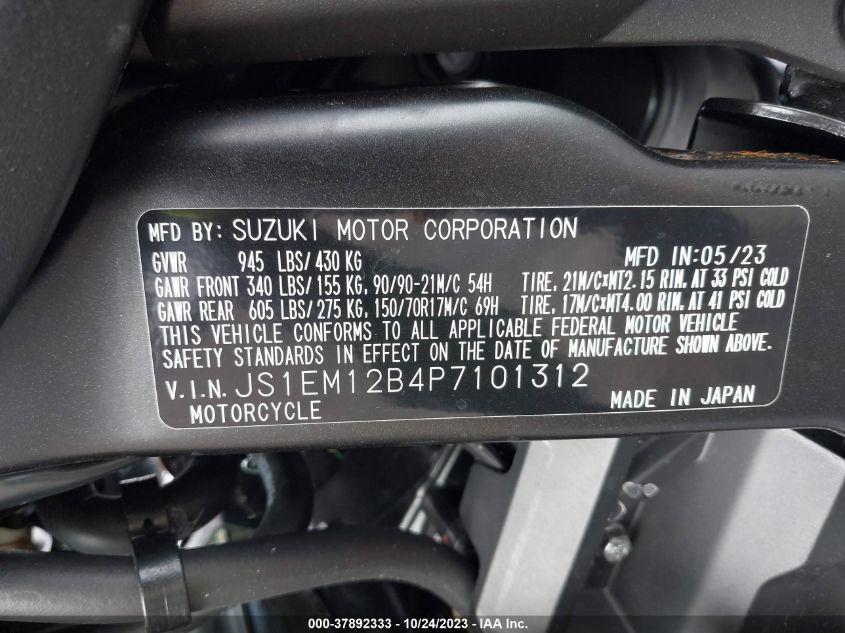 MFD BY: SUZUKI MOTOR CORPORATION
MFD IN:05/23
GVWR 945 LBS/ 430 KG
GAWR FRONT 340 LBS/ 155 KG, 90/90-21M/C 54H TIRE, 21M/C×MT2.15 RIM. AT 33 PSI COLD
GAWR REAR 605 LBS/ 275 KG, 150/70R17M/C 69H TIRE, 17M/C×MT4.00 RIM. AT 41 PSI COLD
THIS VEHICLE CONFORMS TO ALL APPLICABLE FEDERAL MOTOR VEHICLE
SAFETY STANDARDS IN EFFECT ON THE DATE OF MANUFACTURE SHOWN ABOVE.
V.I.N. JS1EM12B4P7101312
MOTORCYCLE
MADE IN JAPAN
000-37892333 - 10/24/2023 - IAA Inc.